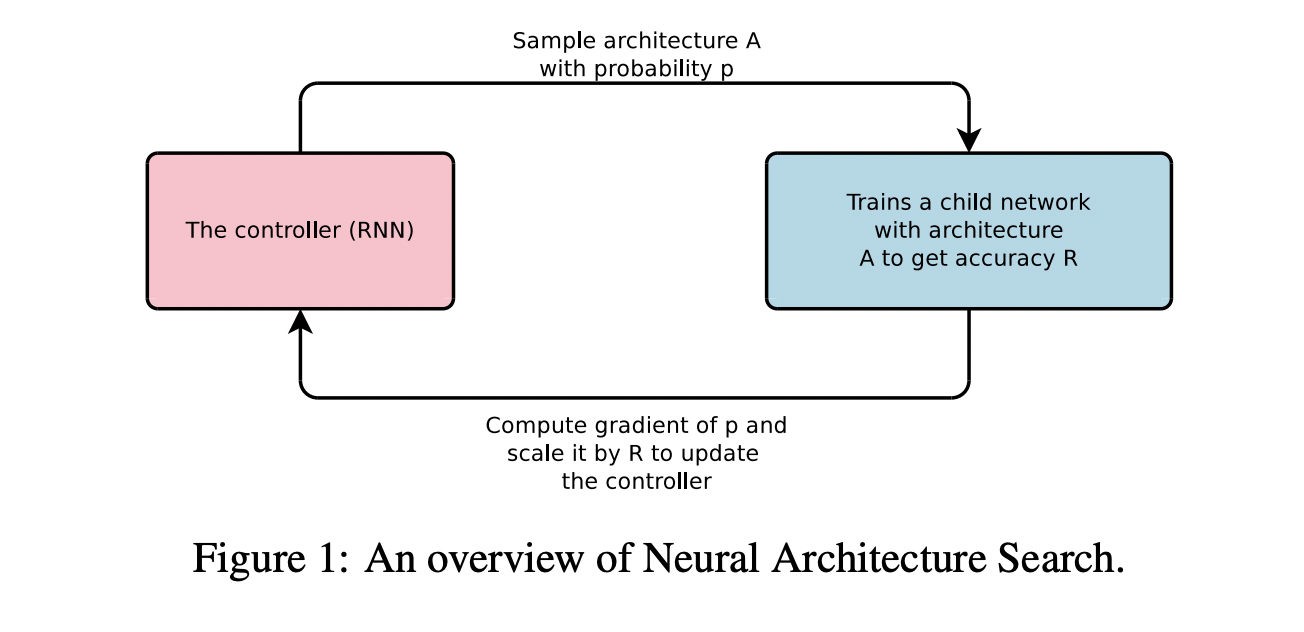 Sample architecture A
with probability p
The controller (RNN)
Trains a child network
with architecture
A to get accuracy R
Compute gradient of p and
scale it by R to update
the controller
Figure 1: An overview of Neural Architecture Search.